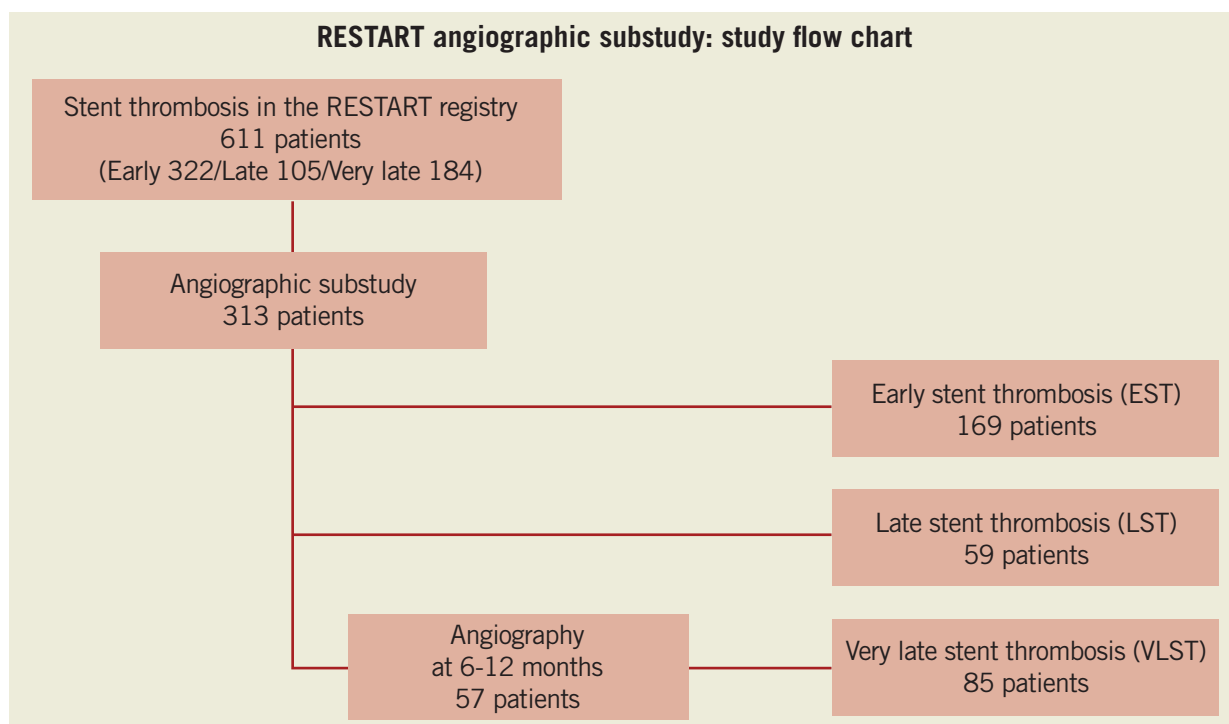 RESTART angiographic substudy: study flow chart
Stent thrombosis in the RESTART registry
611 patients
(Early 322/Late 105/Very late 184)
Angiographic substudy
313 patients
Early stent thrombosis (EST)
169 patients
Late stent thrombosis (LST)
59 patients
Angiography
at 6-12 months
57 patients
Very late stent thrombosis (VLST)
85 patients